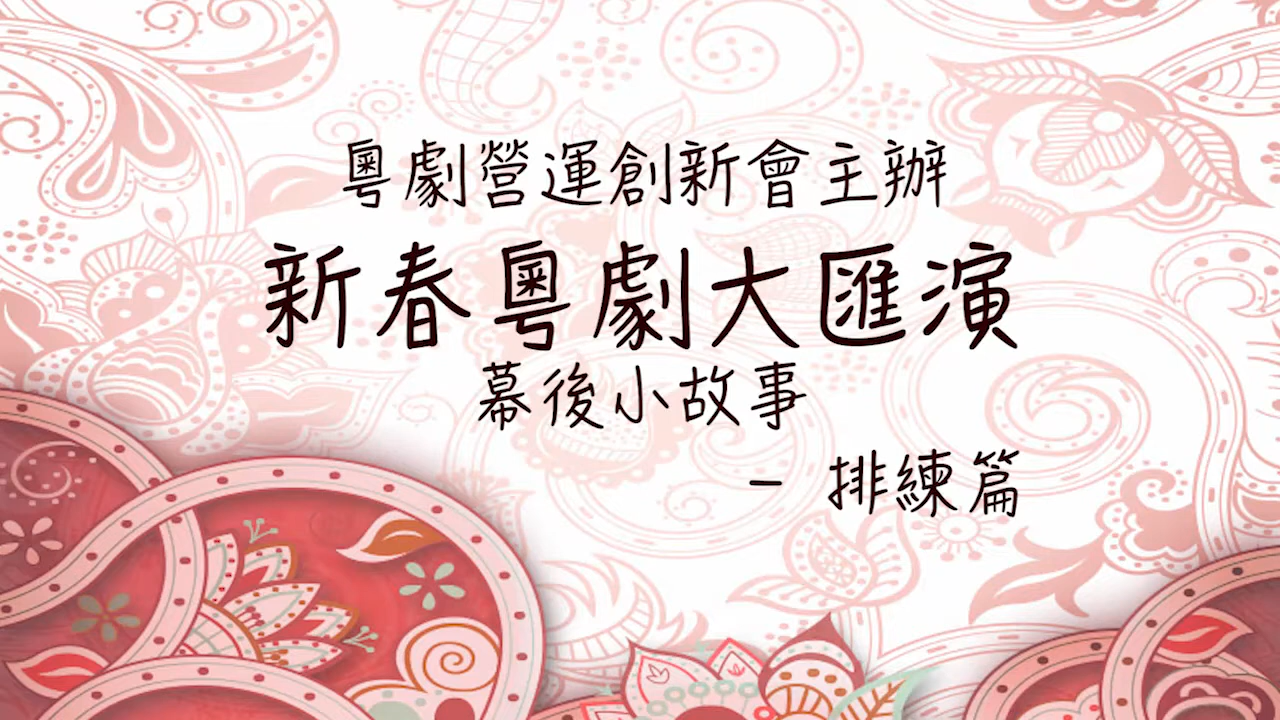 粵劇營運創新會主辦
新春粵劇大匯演
幕後小故事
- 排練篇